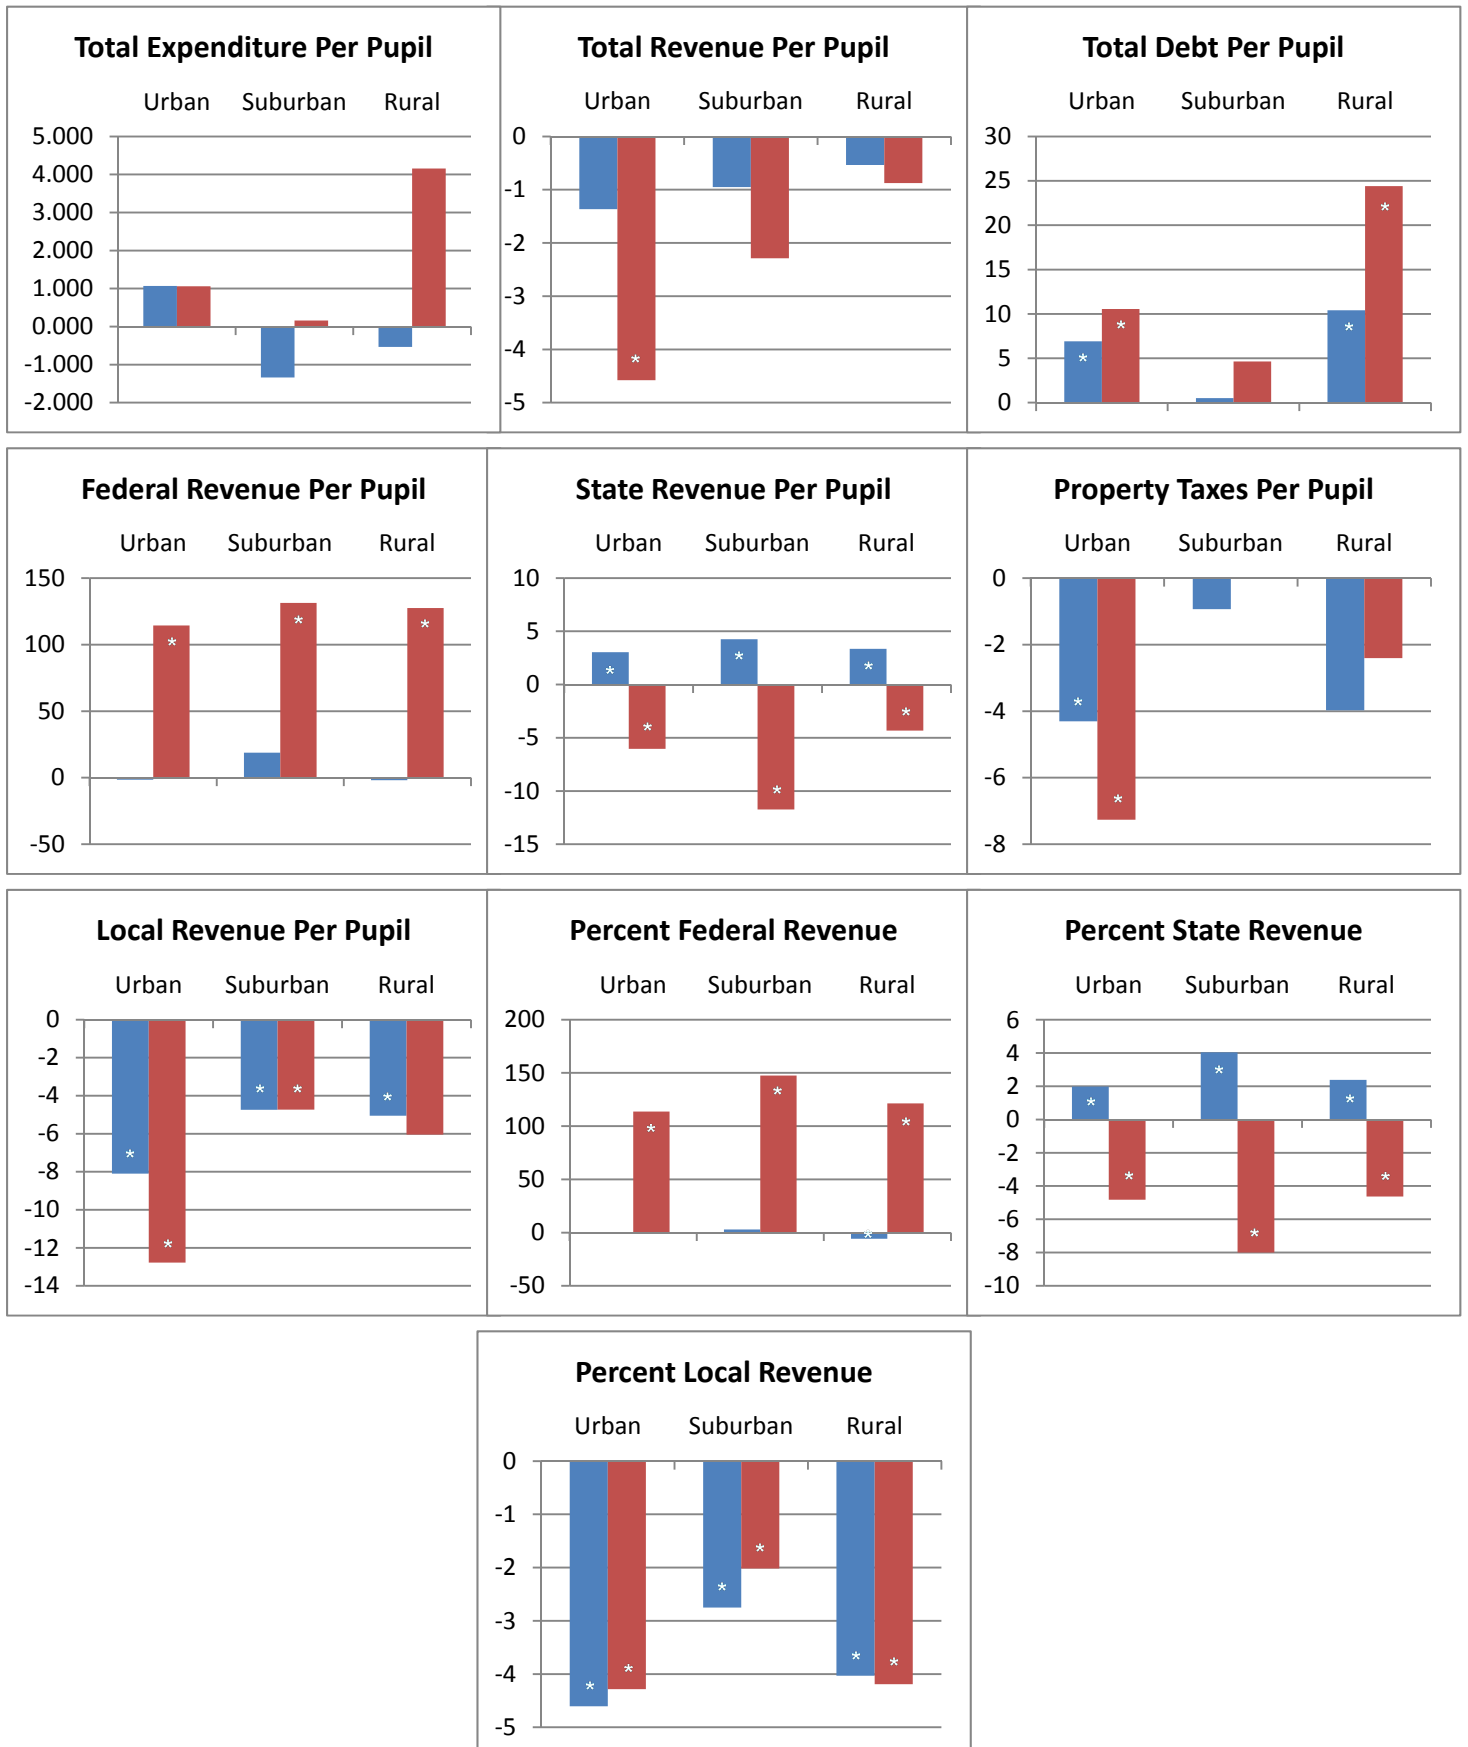 Total Expenditure Per Pupil
Urban Suburban Rural
5.000
4.000
3.000
2.000
1.000
0.000
-1.000
-2.000
Total Revenue Per Pupil
Urban Suburban Rural
0
-1
-2
-3
-4
-5
*
Total Debt Per Pupil
Urban Suburban Rural
30
25
20
15
10
5
0
* * * *
Federal Revenue Per Pupil
Urban Suburban Rural
150
100
50
0
-50
* * *
State Revenue Per Pupil
Urban Suburban Rural
10
5
0
-5
-10
-15
* * * * * *
Property Taxes Per Pupil
Urban Suburban Rural
0
-2
-4
-6
-8
* *
Local Revenue Per Pupil
Urban Suburban Rural
0
-2
-4
-6
-8
-10
-12
-14
* * * * *
Percent Federal Revenue
Urban Suburban Rural
200
150
100
50
0
-50
* * * *
Percent State Revenue
Urban Suburban Rural
6
4
2
0
-2
-4
-6
-8
-10
* * * * * *
Percent Local Revenue
Urban Suburban Rural
0
-1
-2
-3
-4
-5
* * * * * *